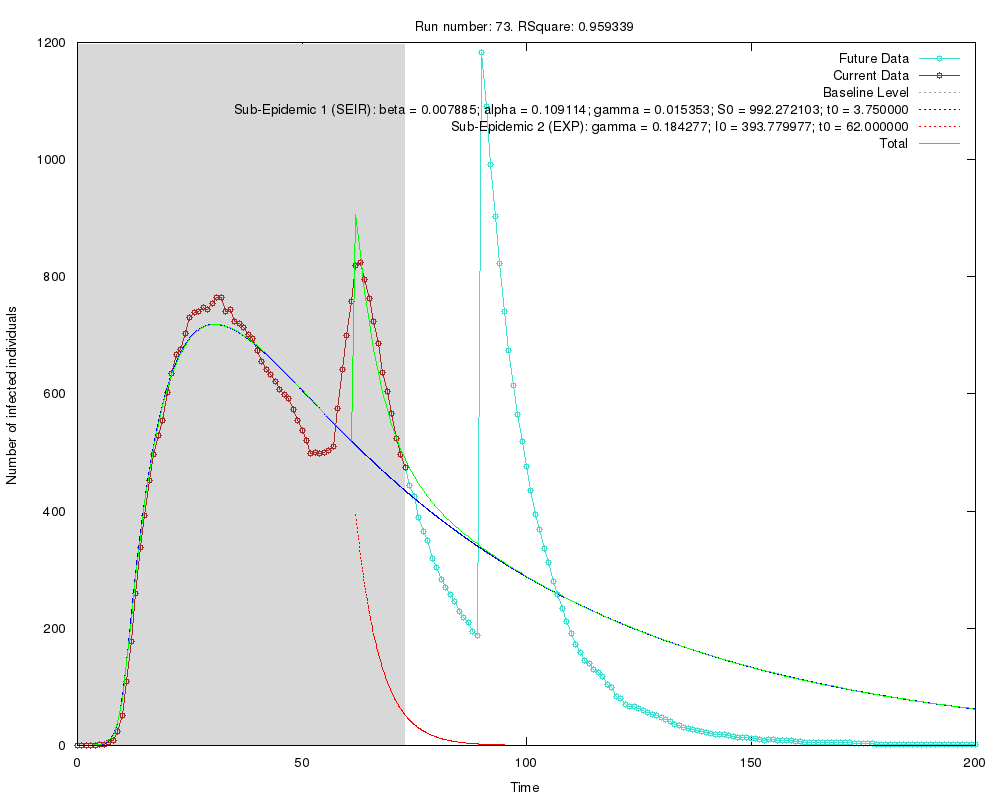 Run number: 73. RSquare: 0.959339
Future Data
Current Data
Baseline Level
Sub-Epidemic 1 (SEIR): beta = 0.007885; alpha = 0.109114; gamma = 0.015353; S0 = 992.272103; t0 = 3.750000
Sub-Epidemic 2 (EXP): gamma = 0.184277; I0 = 393.779977; t0 = 62.000000
Total
Number of infected individuals
1200
1000
800
600
400
200
0
0 50 100 150 200
Time